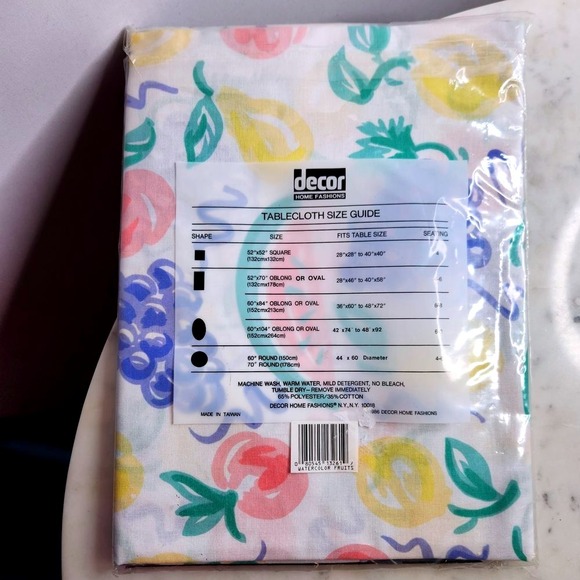 decor
HOME FASHIONS
TABLECLOTH SIZE GUIDE
SHAPE SIZE FITS TABLE SIZE SEATING
52"x52" SQUARE 28"x28" to 40"x40" 4
(132cmx132cm)
52"x70" OBLONG OR OVAL 28"x46" to 40"x58"
(132cmx178cm)
60"x84" OBLONG OR OVAL 36"x60" to 48"x72"
(152cmx213cm)
60"x104" OBLONG OR OVAL 42 x74 to 48 x92
(152cmx264cm)
60" ROUND (150cm) 44 x 60 Diameter
70" ROUND (178cm)
MACHINE WASH, WARM WATER, MILD DETERGENT, NO BLEACH,
TUMBLE DRY-REMOVE IMMEDIATELY
65% POLYESTER/35% COTTON
DECOR HOME FASHIONS® N.Y., N.Y. 10018
MADE IN TAIWAN DECOR HOME FASHIONS
WATERCOLOR FRUITS